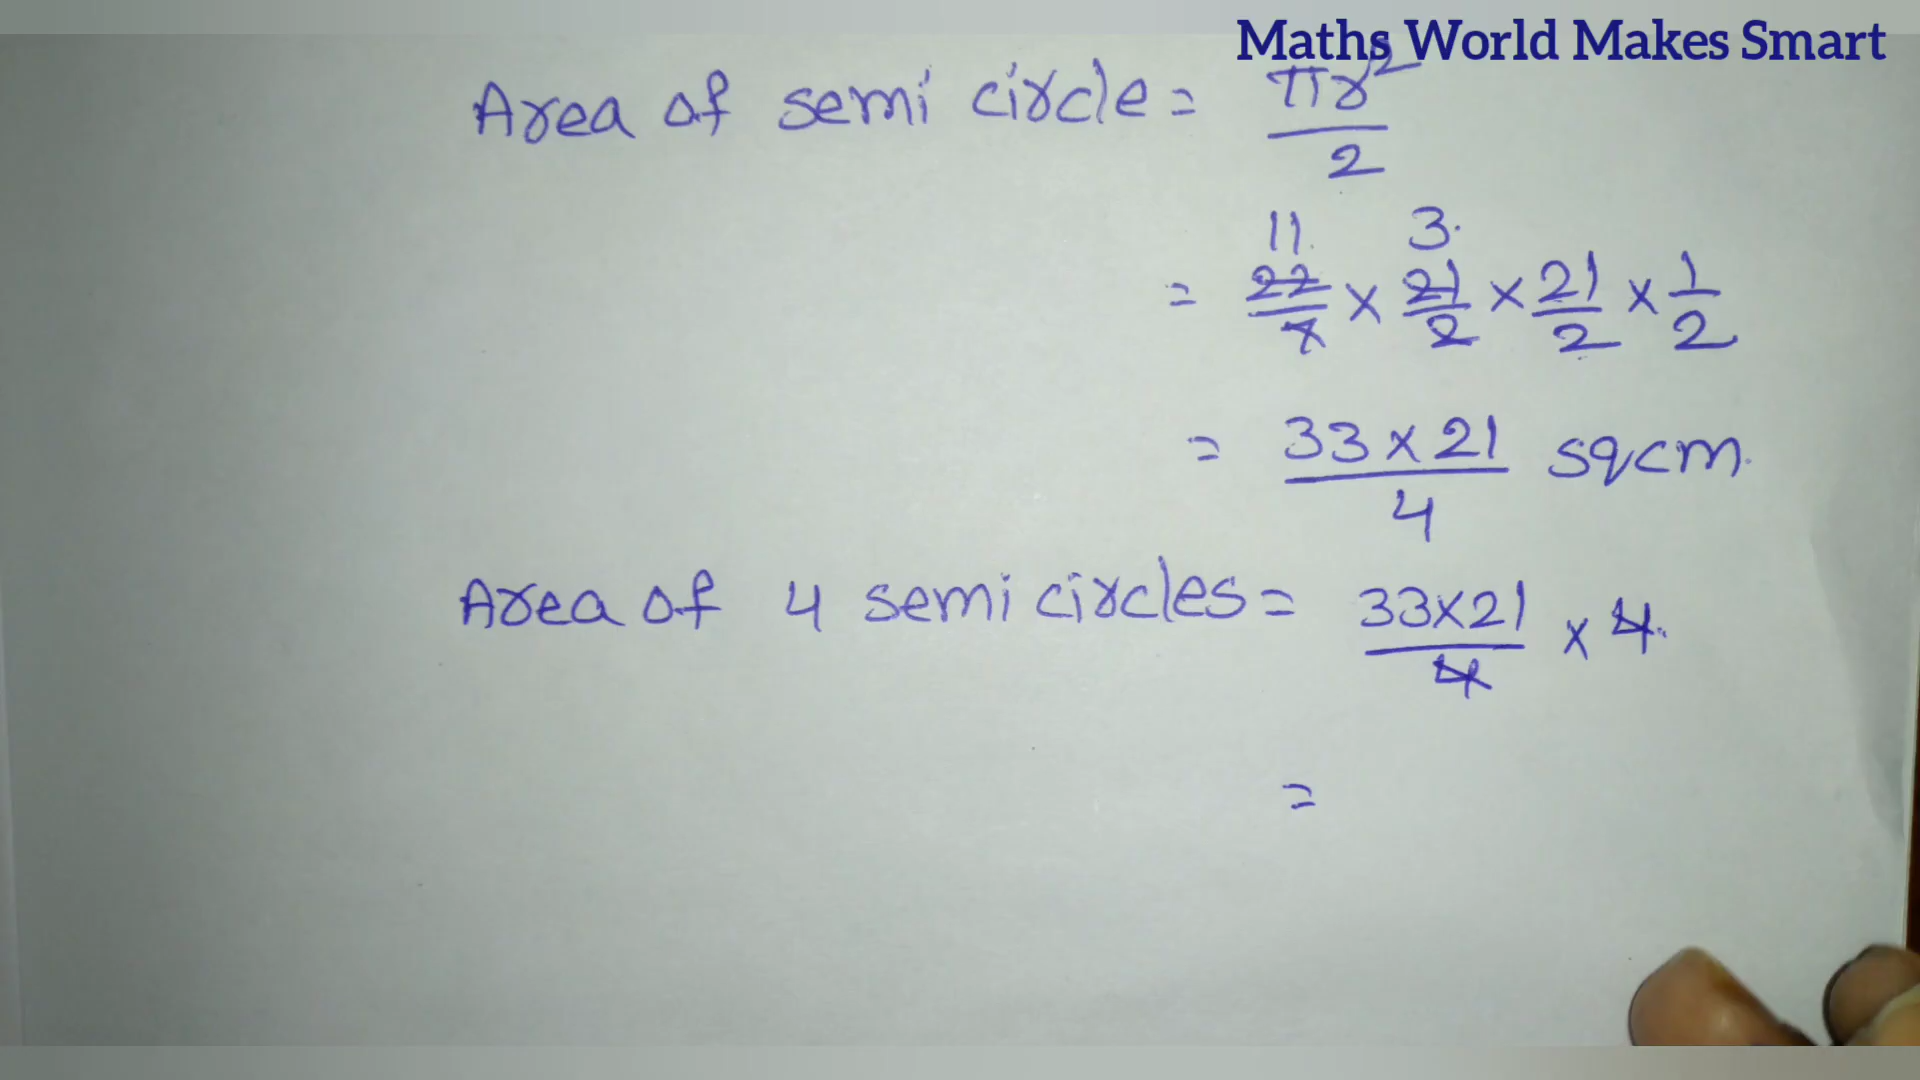 Maths World Makes Smart
Area of semi circle = πr²/2
11 3.
= 22/7 × 21/2 × 21/2 × 1/2
= 33 × 21/4 sqcm.
Area of 4 semi circles = 33×21/4 × 4.
=